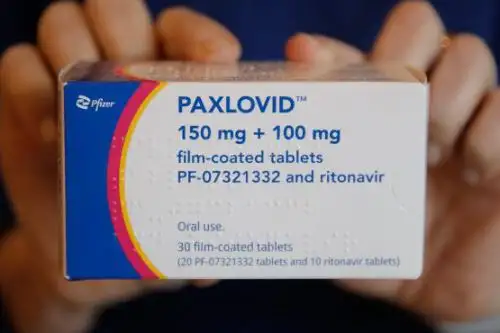 Pfizer
PAXLOVID™
150 mg + 100 mg
film-coated tablets
PF-07321332 and ritonavir
Oral use.
30 film-coated tablets
(20 PF-07321332 tablets and 10 ritonavir tablets)